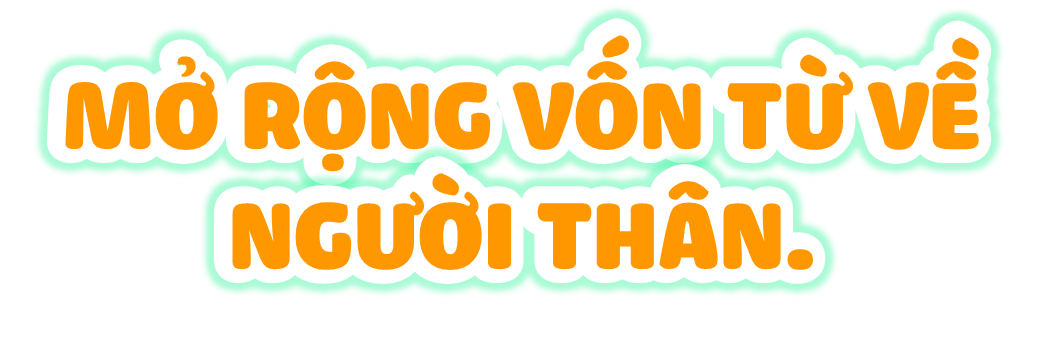 MỞ RỘNG VỐN TỪ VỀ
NGƯỜI THÂN.